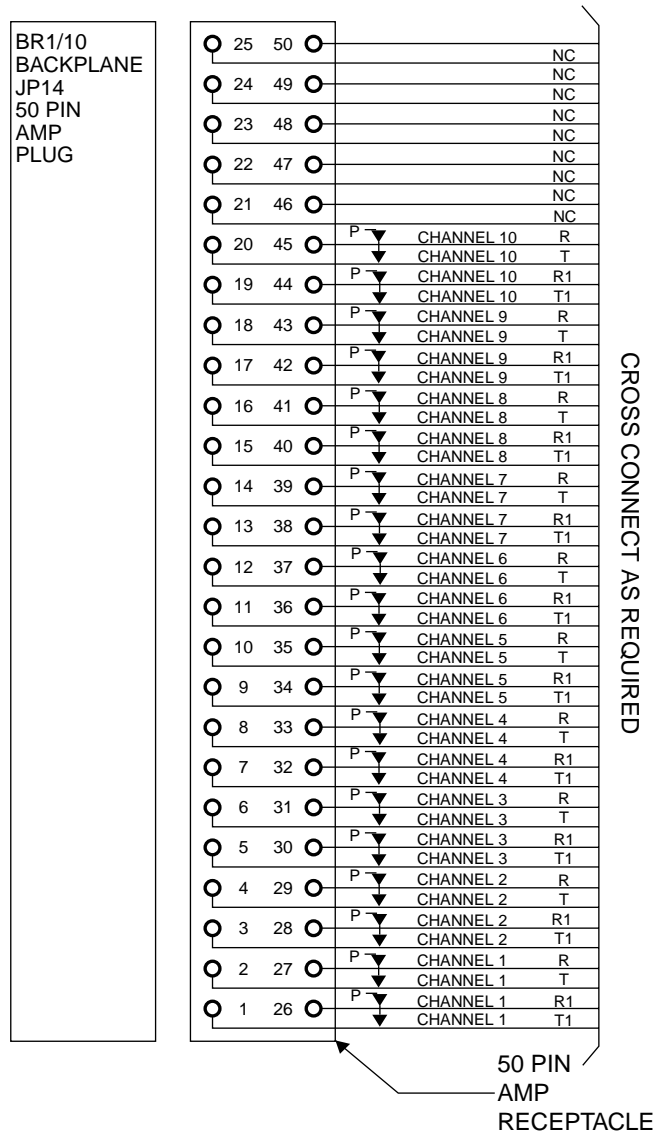 BR1/10
BACKPLANE
JP14
50 PIN
AMP
PLUG
25 50
NC
24 49 NC
NC
23 48 NC
NC
22 47 NC
NC
21 46 NC
NC
20 45 P CHANNEL 10 R
CHANNEL 10 T
19 44 P CHANNEL 10 R1
CHANNEL 10 T1
18 43 P CHANNEL 9 R
CHANNEL 9 T
17 42 P CHANNEL 9 R1
CHANNEL 9 T1
16 41 P CHANNEL 8 R
CHANNEL 8 T
15 40 P CHANNEL 8 R1
CHANNEL 8 T1
14 39 P CHANNEL 7 R
CHANNEL 7 T
13 38 P CHANNEL 7 R1
CHANNEL 7 T1
12 37 P CHANNEL 6 R
CHANNEL 6 T
11 36 P CHANNEL 6 R1
CHANNEL 6 T1
10 35 P CHANNEL 5 R
CHANNEL 5 T
9 34 P CHANNEL 5 R1
CHANNEL 5 T1
8 33 P CHANNEL 4 R
CHANNEL 4 T
7 32 P CHANNEL 4 R1
CHANNEL 4 T1
6 31 P CHANNEL 3 R
CHANNEL 3 T
5 30 P CHANNEL 3 R1
CHANNEL 3 T1
4 29 P CHANNEL 2 R
CHANNEL 2 T
3 28 P CHANNEL 2 R1
CHANNEL 2 T1
2 27 P CHANNEL 1 R
CHANNEL 1 T
1 26 P CHANNEL 1 R1
CHANNEL 1 T1
CROSS CONNECT AS REQUIRED
50 PIN
AMP
RECEPTACLE